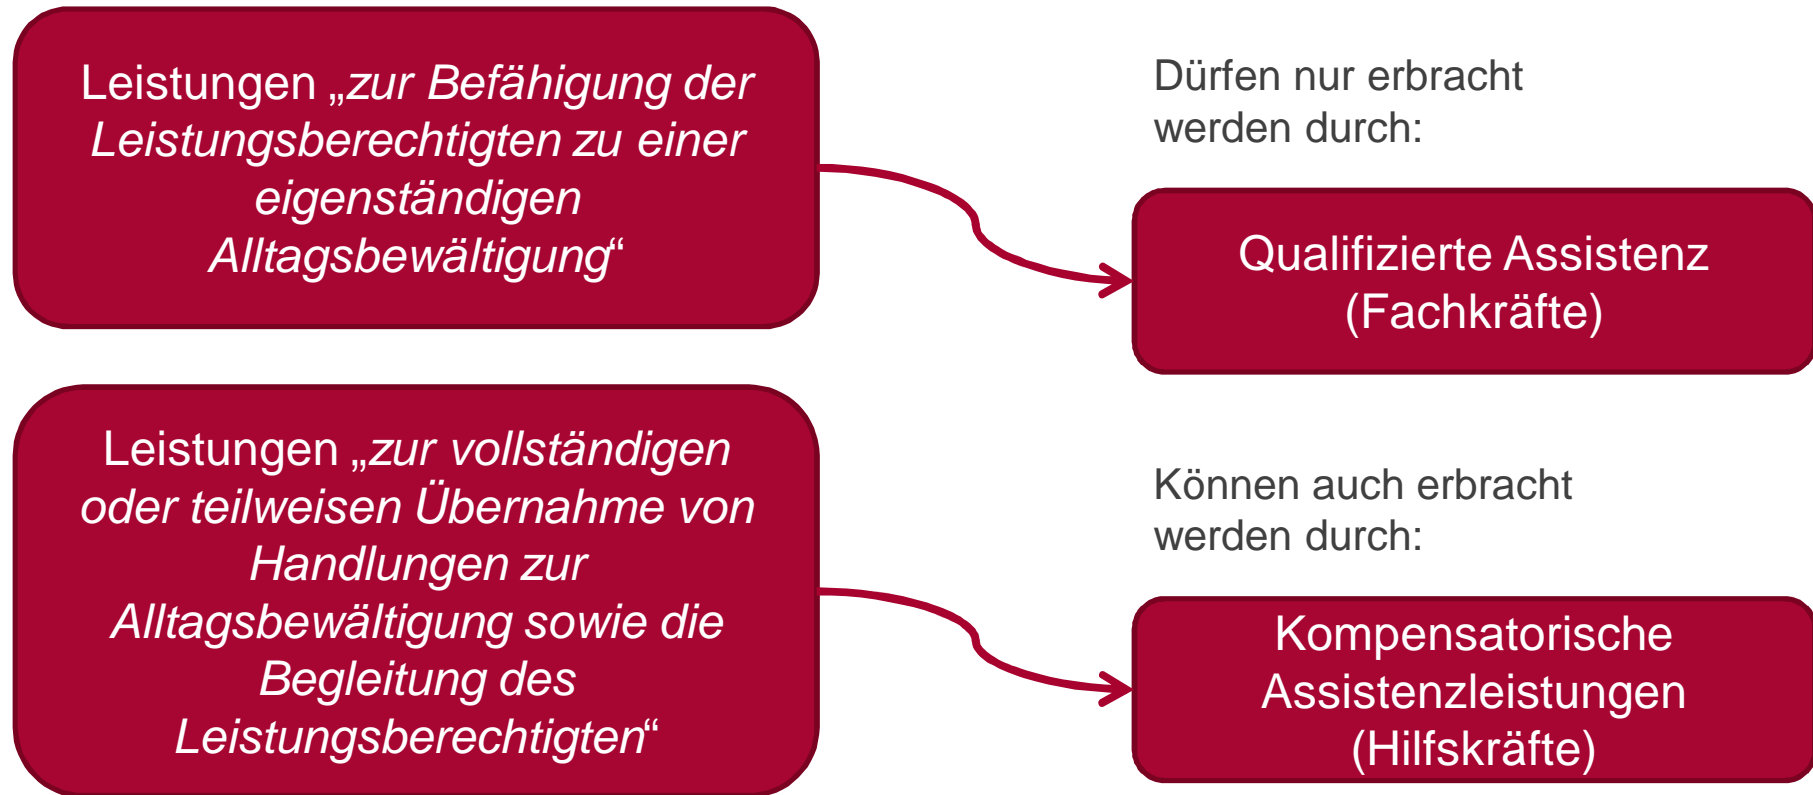 Leistungen „zur Befähigung der
Leistungsberechtigten zu einer
eigenständigen
Alltagsbewältigung“
Dürfen nur erbracht
werden durch:
Qualifizierte Assistenz
(Fachkräfte)
Leistungen „zur vollständigen
oder teilweisen Übernahme von
Handlungen zur
Alltagsbewältigung sowie die
Begleitung des
Leistungsberechtigten“
Können auch erbracht
werden durch:
Kompensatorische
Assistenzleistungen
(Hilfskräfte)